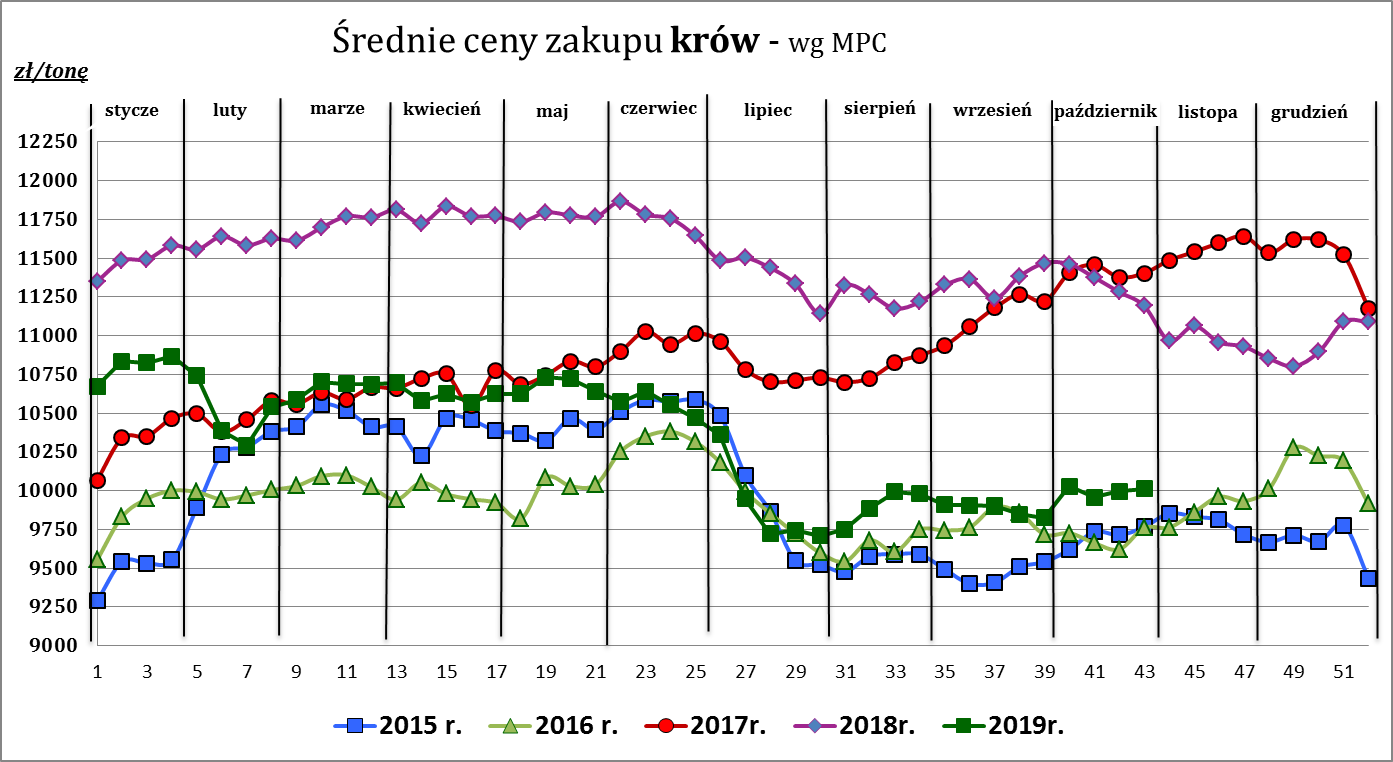 Średnie ceny zakupu krów - wg MPC
zł/tonę
stycze luty marze kwiecień maj czerwiec lipiec sierpień wrzesień październik listopa grudzień
12250
12000
11750
11500
11250
11000
10750
10500
10250
10000
9750
9500
9250
9000
1 3 5 7 9 11 13 15 17 19 21 23 25 27 29 31 33 35 37 39 41 43 45 47 49 51
2015 r. 2016 r. 2017r. 2018r. 2019r.